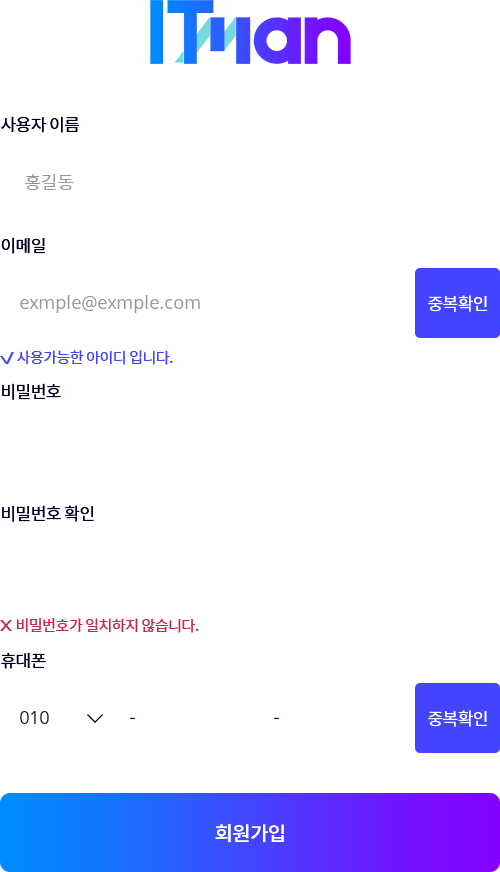 ITMan
사용자 이름
홍길동
이메일
exmple@exmple.com 중복확인
사용가능한 아이디 입니다.
비밀번호
비밀번호 확인
X 비밀번호가 일치하지 않습니다.
휴대폰
010 - - 중복확인
회원가입